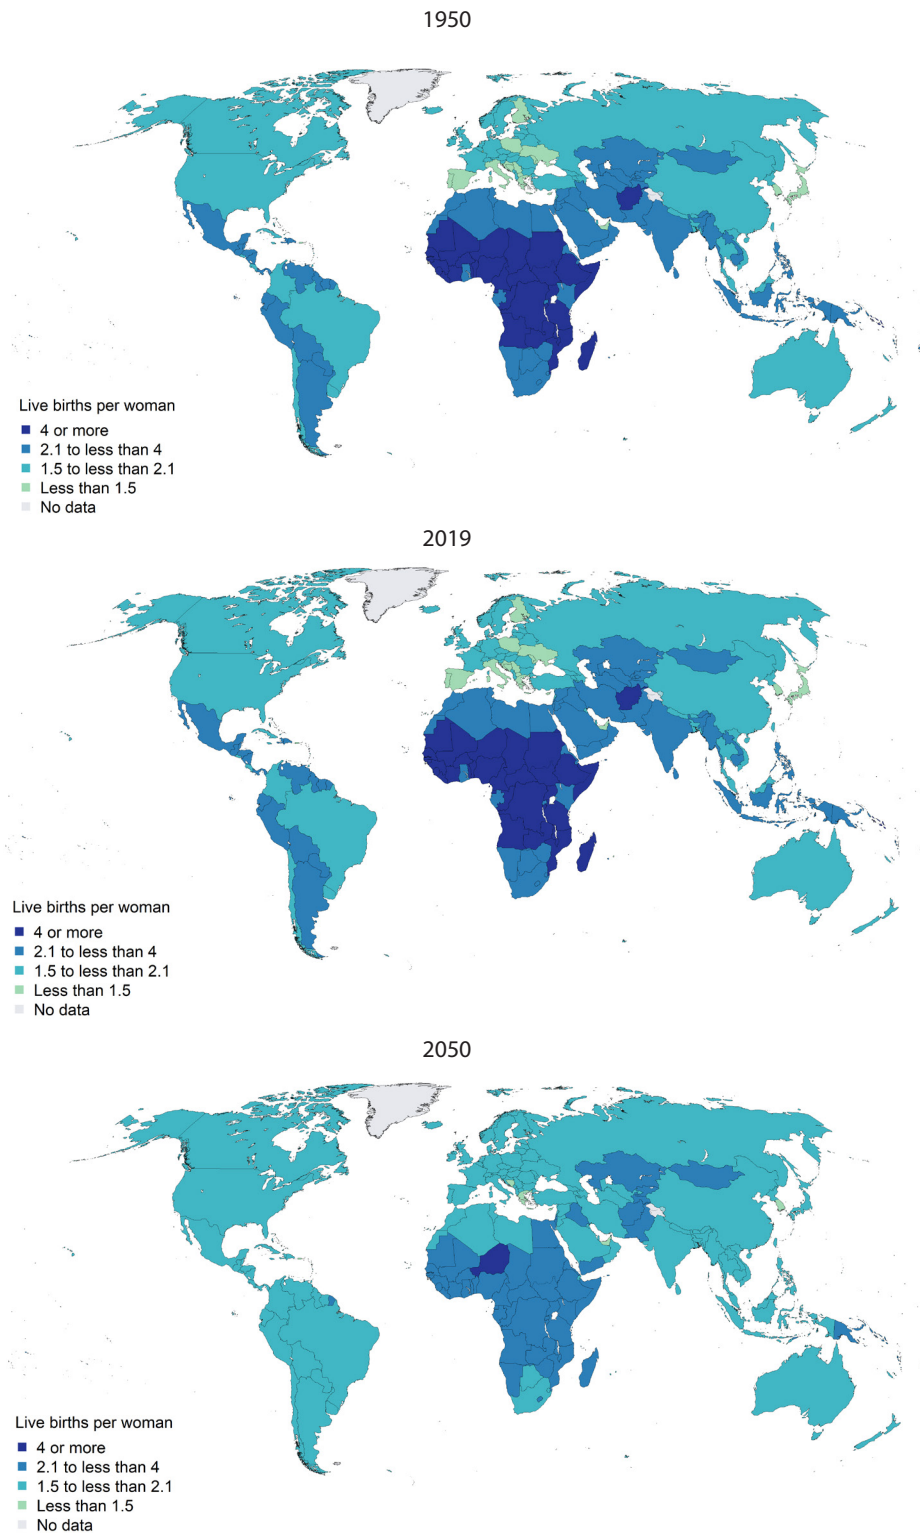 1950
Live births per woman
4 or more
2.1 to less than 4
1.5 to less than 2.1
Less than 1.5
No data
2019
Live births per woman
4 or more
2.1 to less than 4
1.5 to less than 2.1
Less than 1.5
No data
2050
Live births per woman
4 or more
2.1 to less than 4
1.5 to less than 2.1
Less than 1.5
No data